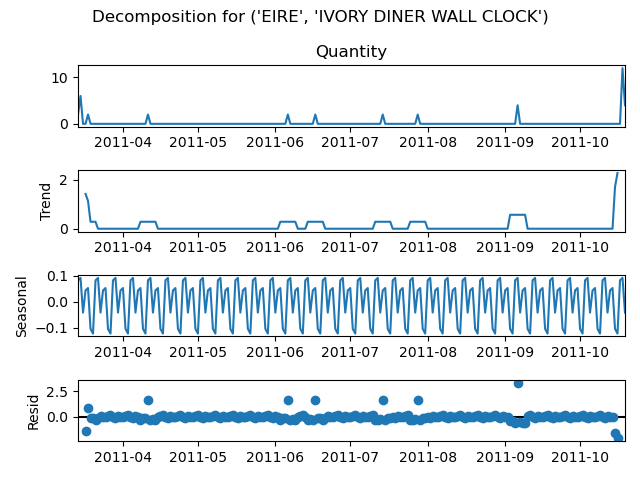 Decomposition for ('EIRE', 'IVORY DINER WALL CLOCK')
Quantity
10
0
2011-04 2011-05 2011-06 2011-07 2011-08 2011-09 2011-10
Trend
2
0
2011-04 2011-05 2011-06 2011-07 2011-08 2011-09 2011-10
Seasonal
0.1
0.0
−0.1
2011-04 2011-05 2011-06 2011-07 2011-08 2011-09 2011-10
Resid
2.5
0.0
2011-04 2011-05 2011-06 2011-07 2011-08 2011-09 2011-10